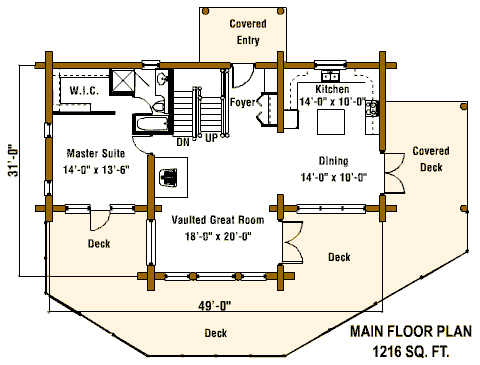 Covered
Entry
W.I.C.
Kitchen
14'-0" x 10'-0"
Foyer
DN
UP
Master Suite
14'-0" x 13'-6"
Dining
14'-0" x 10'-0"
Covered
Deck
31'-0"
Vaulted Great Room
18'-0" x 20'-0"
Deck
Deck
49'-0"
Deck
MAIN FLOOR PLAN
1216 SQ. FT.